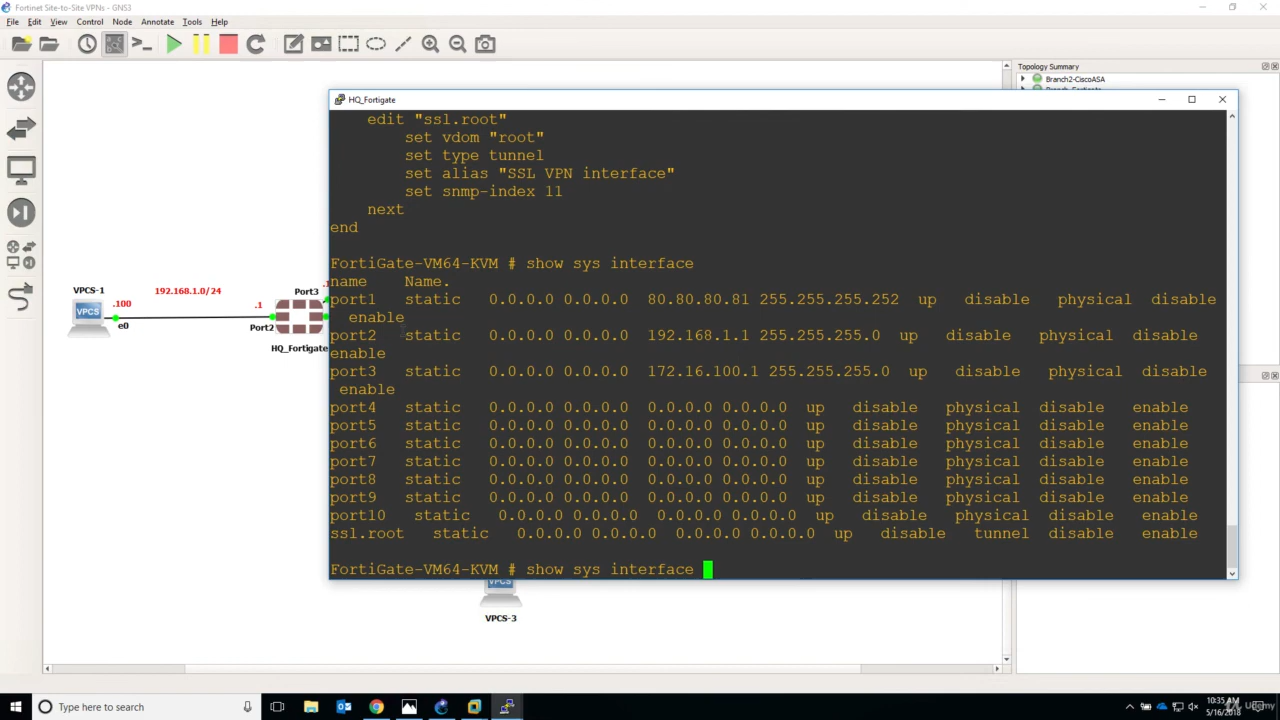 Fortinet Site-to-Site VPNs - GNS3
File Edit View Control Node Annotate Tools Help
Topology Summary
Branch2-CiscoASA
HQ_Fortigate
edit "ssl.root"
set vdom "root"
set type tunnel
set alias "SSL VPN interface"
set snmp-index 11
next
end
FortiGate-VM64-KVM # show sys interface
name Name.
port1 static 0.0.0.0 0.0.0.0 80.80.80.81 255.255.255.252 up disable physical disable
enable
port2 static 0.0.0.0 0.0.0.0 192.168.1.1 255.255.255.0 up disable physical disable
enable
port3 static 0.0.0.0 0.0.0.0 172.16.100.1 255.255.255.0 up disable physical disable
enable
port4 static 0.0.0.0 0.0.0.0 0.0.0.0 0.0.0.0 up disable physical disable enable
port5 static 0.0.0.0 0.0.0.0 0.0.0.0 0.0.0.0 up disable physical disable enable
port6 static 0.0.0.0 0.0.0.0 0.0.0.0 0.0.0.0 up disable physical disable enable
port7 static 0.0.0.0 0.0.0.0 0.0.0.0 0.0.0.0 up disable physical disable enable
port8 static 0.0.0.0 0.0.0.0 0.0.0.0 0.0.0.0 up disable physical disable enable
port9 static 0.0.0.0 0.0.0.0 0.0.0.0 0.0.0.0 up disable physical disable enable
port10 static 0.0.0.0 0.0.0.0 0.0.0.0 0.0.0.0 up disable physical disable enable
ssl.root static 0.0.0.0 0.0.0.0 0.0.0.0 0.0.0.0 up disable tunnel disable enable
FortiGate-VM64-KVM # show sys interface
VPCS-1
192.168.1.0/24
Port3
.100
.1
VPCS
e0
Port2
HQ_Fortigate
VPCS
VPCS-3
Type here to search
10:35 AM
5/16/2018
Udemy